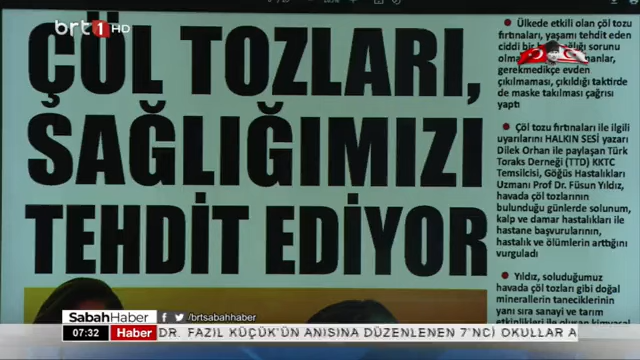 brt1HD
ÇÖL TOZLARI,
SAĞLIĞIMIZI
TEHDİT EDİYOR
● Ülkede etkili olan çöl tozu
fırtınaları, yaşamı tehdit eden
ciddi bir sorunu
gerekmedikçe evden
çıkılmaması, çıkıldığı taktirde
de maske takılması çağrısı
yaptı
● Çöl tozu fırtınaları ile ilgili
uyarılarını HALKIN SESİ yazarı
Dilek Orhan ile paylaşan Türk
Toraks Derneği (TTD) KKTC
Temsilcisi, Göğüs Hastalıkları
Uzmanı Prof Dr. Füsun Yıldız,
havada çöl tozlarının
bulunduğu günlerde solunum,
kalp ve damar hastalıkları ile
hastane başvurularının,
hastalık ve ölümlerin arttığını
vurguladı
● Yıldız, soluduğumuz
havada çöl tozları gibi doğal
minerallerin taneciklerinin
yanı sıra sanayi ve tarım
SabahHaber /brtsabahhaber
07:32 Haber DR. FAZIL KÜÇÜK'ÜN ANISINA DÜZENLENEN 7'NCİ OKULLAR A